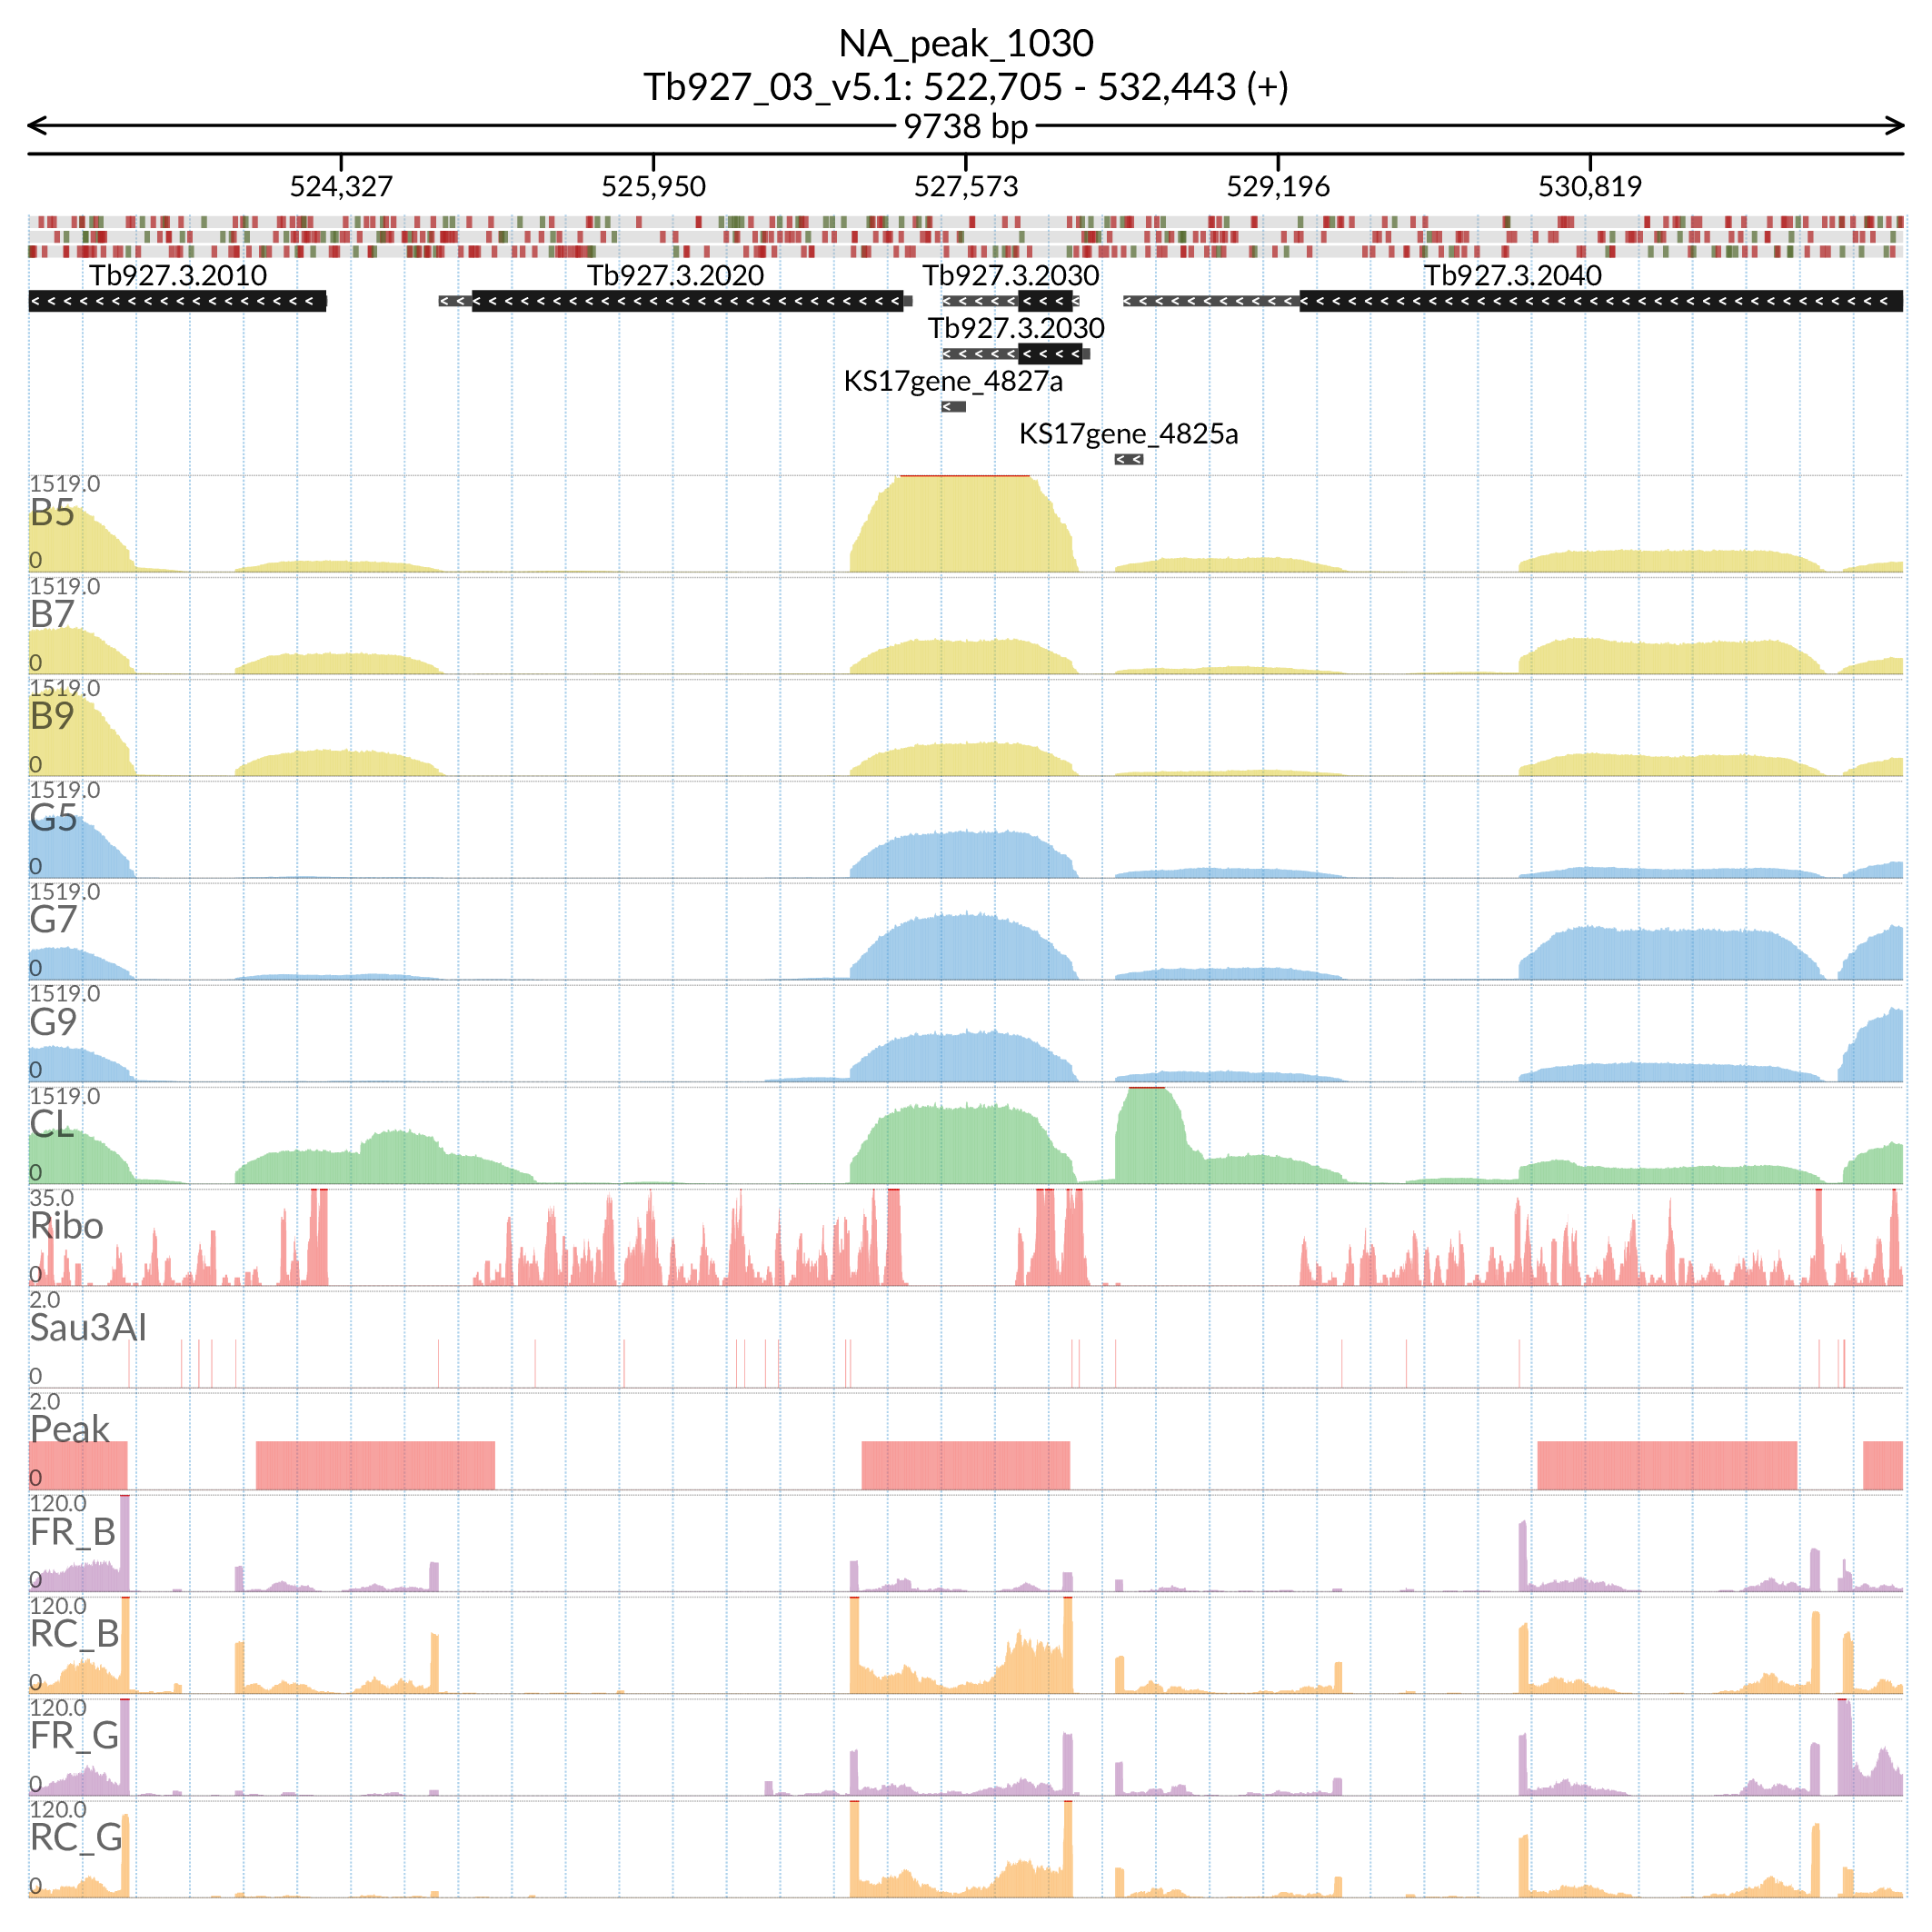 NA_peak_1030
Tb927_03_v5.1: 522,705 - 532,443 (+)
9738 bp
524,327 525,950 527,573 529,196 530,819
Tb927.3.2010 Tb927.3.2020 Tb927.3.2030 Tb927.3.2040
Tb927.3.2030
KS17gene_4827a
KS17gene_4825a
1519.0
B5
0
1519.0
B7
0
1519.0
B9
0
1519.0
G5
0
1519.0
G7
0
1519.0
G9
0
1519.0
CL
0
35.0
Ribo
0
2.0
Sau3AI
0
2.0
Peak
0
120.0
FR_B
0
120.0
RC_B
0
120.0
FR_G
0
120.0
RC_G
0